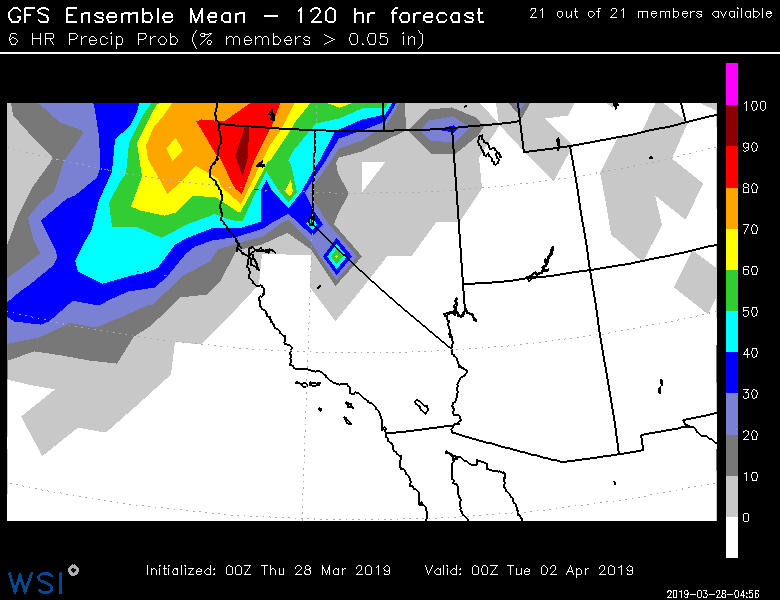 GFS Ensemble Mean – 120 hr forecast
21 out of 21 members available
6 HR Precip Prob (% members > 0.05 in)
100
90
80
70
60
50
40
30
20
10
0
Initialized: 00Z Thu 28 Mar 2019 Valid: 00Z Tue 02 Apr 2019
WSI
2019-03-28-04:56